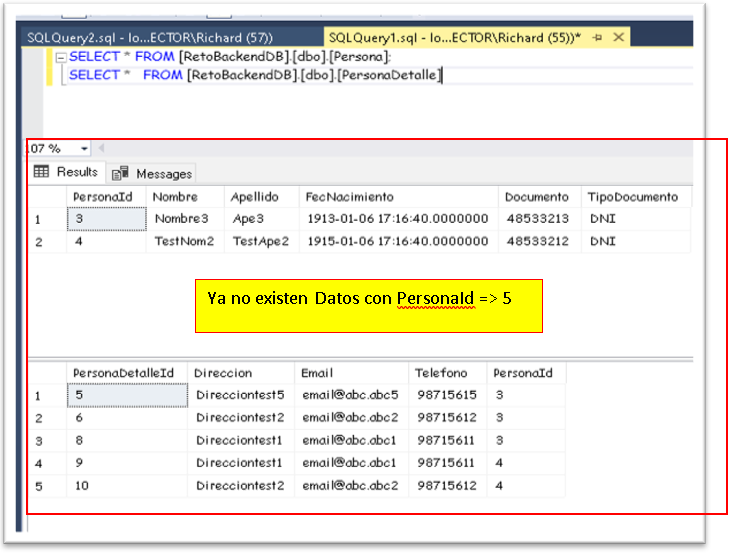 SQLQuery2.sql - lo...ECTOR\Richard (57))
SQLQuery1.sql - lo...ECTOR\Richard (55))*
SELECT * FROM [RetoBackendDB].[dbo].[Persona];
SELECT * FROM [RetoBackendDB].[dbo].[PersonaDetalle]
107 %
Results Messages
PersonaId Nombre Apellido FecNacimiento Documento TipoDocumento
1 3 Nombre3 Ape3 1913-01-06 17:16:40.0000000 48533213 DNI
2 4 TestNom2 TestApe2 1915-01-06 17:16:40.0000000 48533212 DNI
Ya no existen Datos con PersonaId => 5
PersonaDetalleId Direccion Email Telefono PersonaId
1 5 Direcciontest5 email@abc.abc5 98715615 3
2 6 Direcciontest2 email@abc.abc2 98715612 3
3 8 Direcciontest1 email@abc.abc1 98715611 3
4 9 Direcciontest1 email@abc.abc1 98715611 4
5 10 Direcciontest2 email@abc.abc2 98715612 4